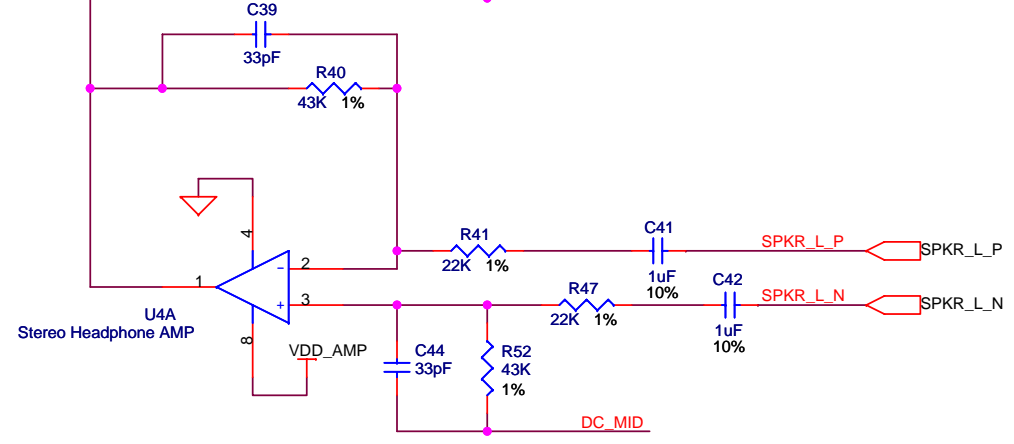 C39
33pF
R40
43K 1%
4
R41
22K 1%
C41
1uF
10%
SPKR_L_P
SPKR_L_P
2
−
1
+
3
R47
22K 1%
C42
1uF
10%
SPKR_L_N
SPKR_L_N
U4A
Stereo Headphone AMP
8
VDD_AMP
C44
33pF
R52
43K
1%
DC_MID